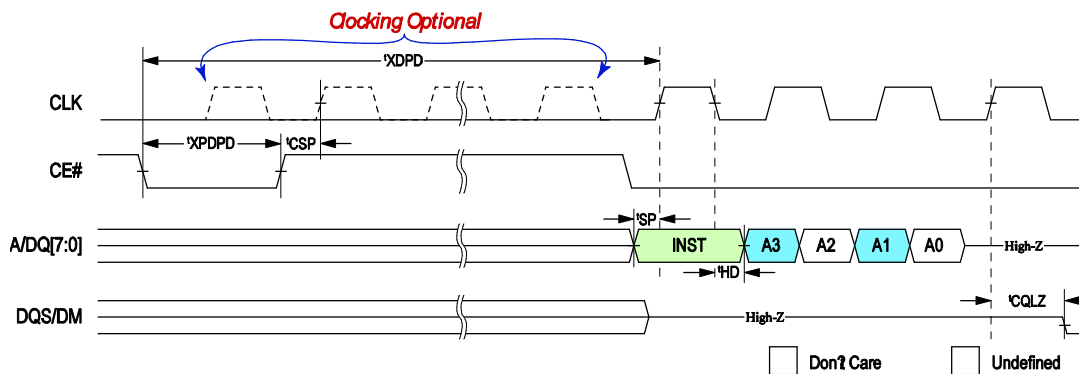 Clocking Optional
tXDPD
CLK
tXPDPD
tCSP
CE#
tSP
A/DQ[7:0]
INST
A3
A2
A1
A0
High-Z
tHD
tCQLZ
DQS/DM
High-Z
Don? Care
Undefined